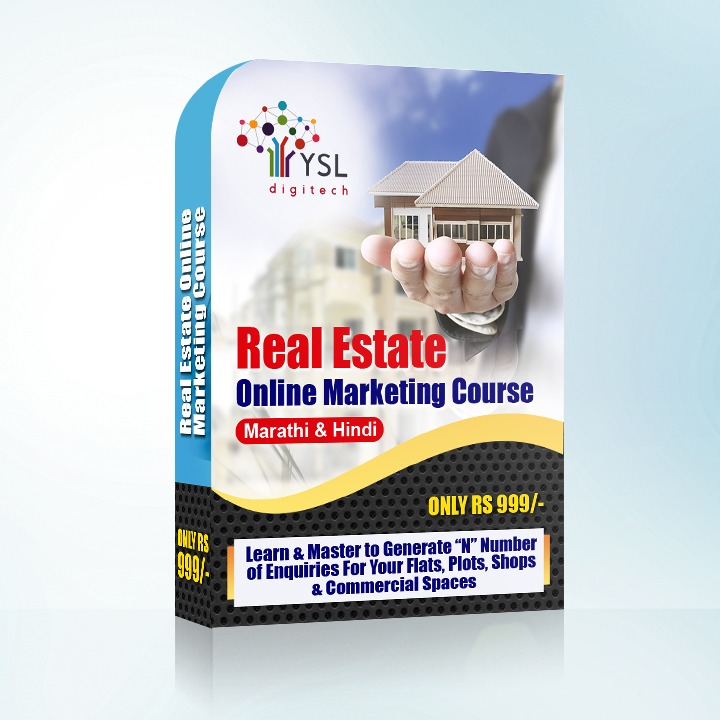 YSL
digitech
Real Estate
Online Marketing Course
Marathi & Hindi
ONLY RS 999/-
Learn & Master to Generate “N” Number
of Enquiries For Your Flats, Plots, Shops
& Commercial Spaces
Real Estate Online
Marketing Course
ONLY RS
999/-